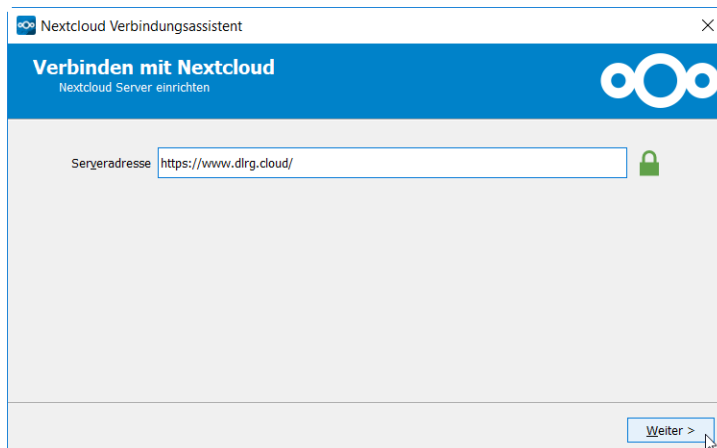 Nextcloud Verbindungsassistent
Verbinden mit Nextcloud
Nextcloud Server einrichten
Serveradresse https://www.dlrg.cloud/
Weiter >